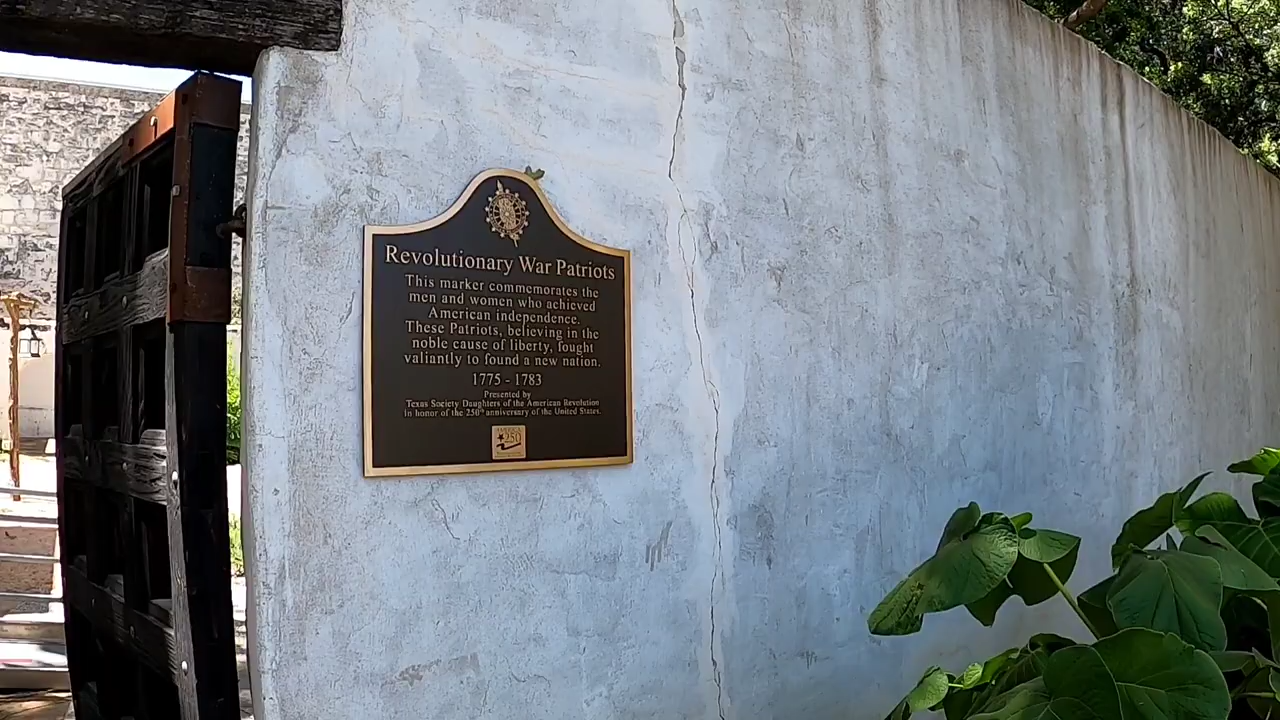 Revolutionary War Patriots
This marker commemorates the
men and women who achieved
American independence.
These Patriots, believing in the
noble cause of liberty, fought
valiantly to found a new nation.
1775 - 1783
Presented by
Texas Society Daughters of the American Revolution
in honor of the 250th anniversary of the United States.
AMERICA
250